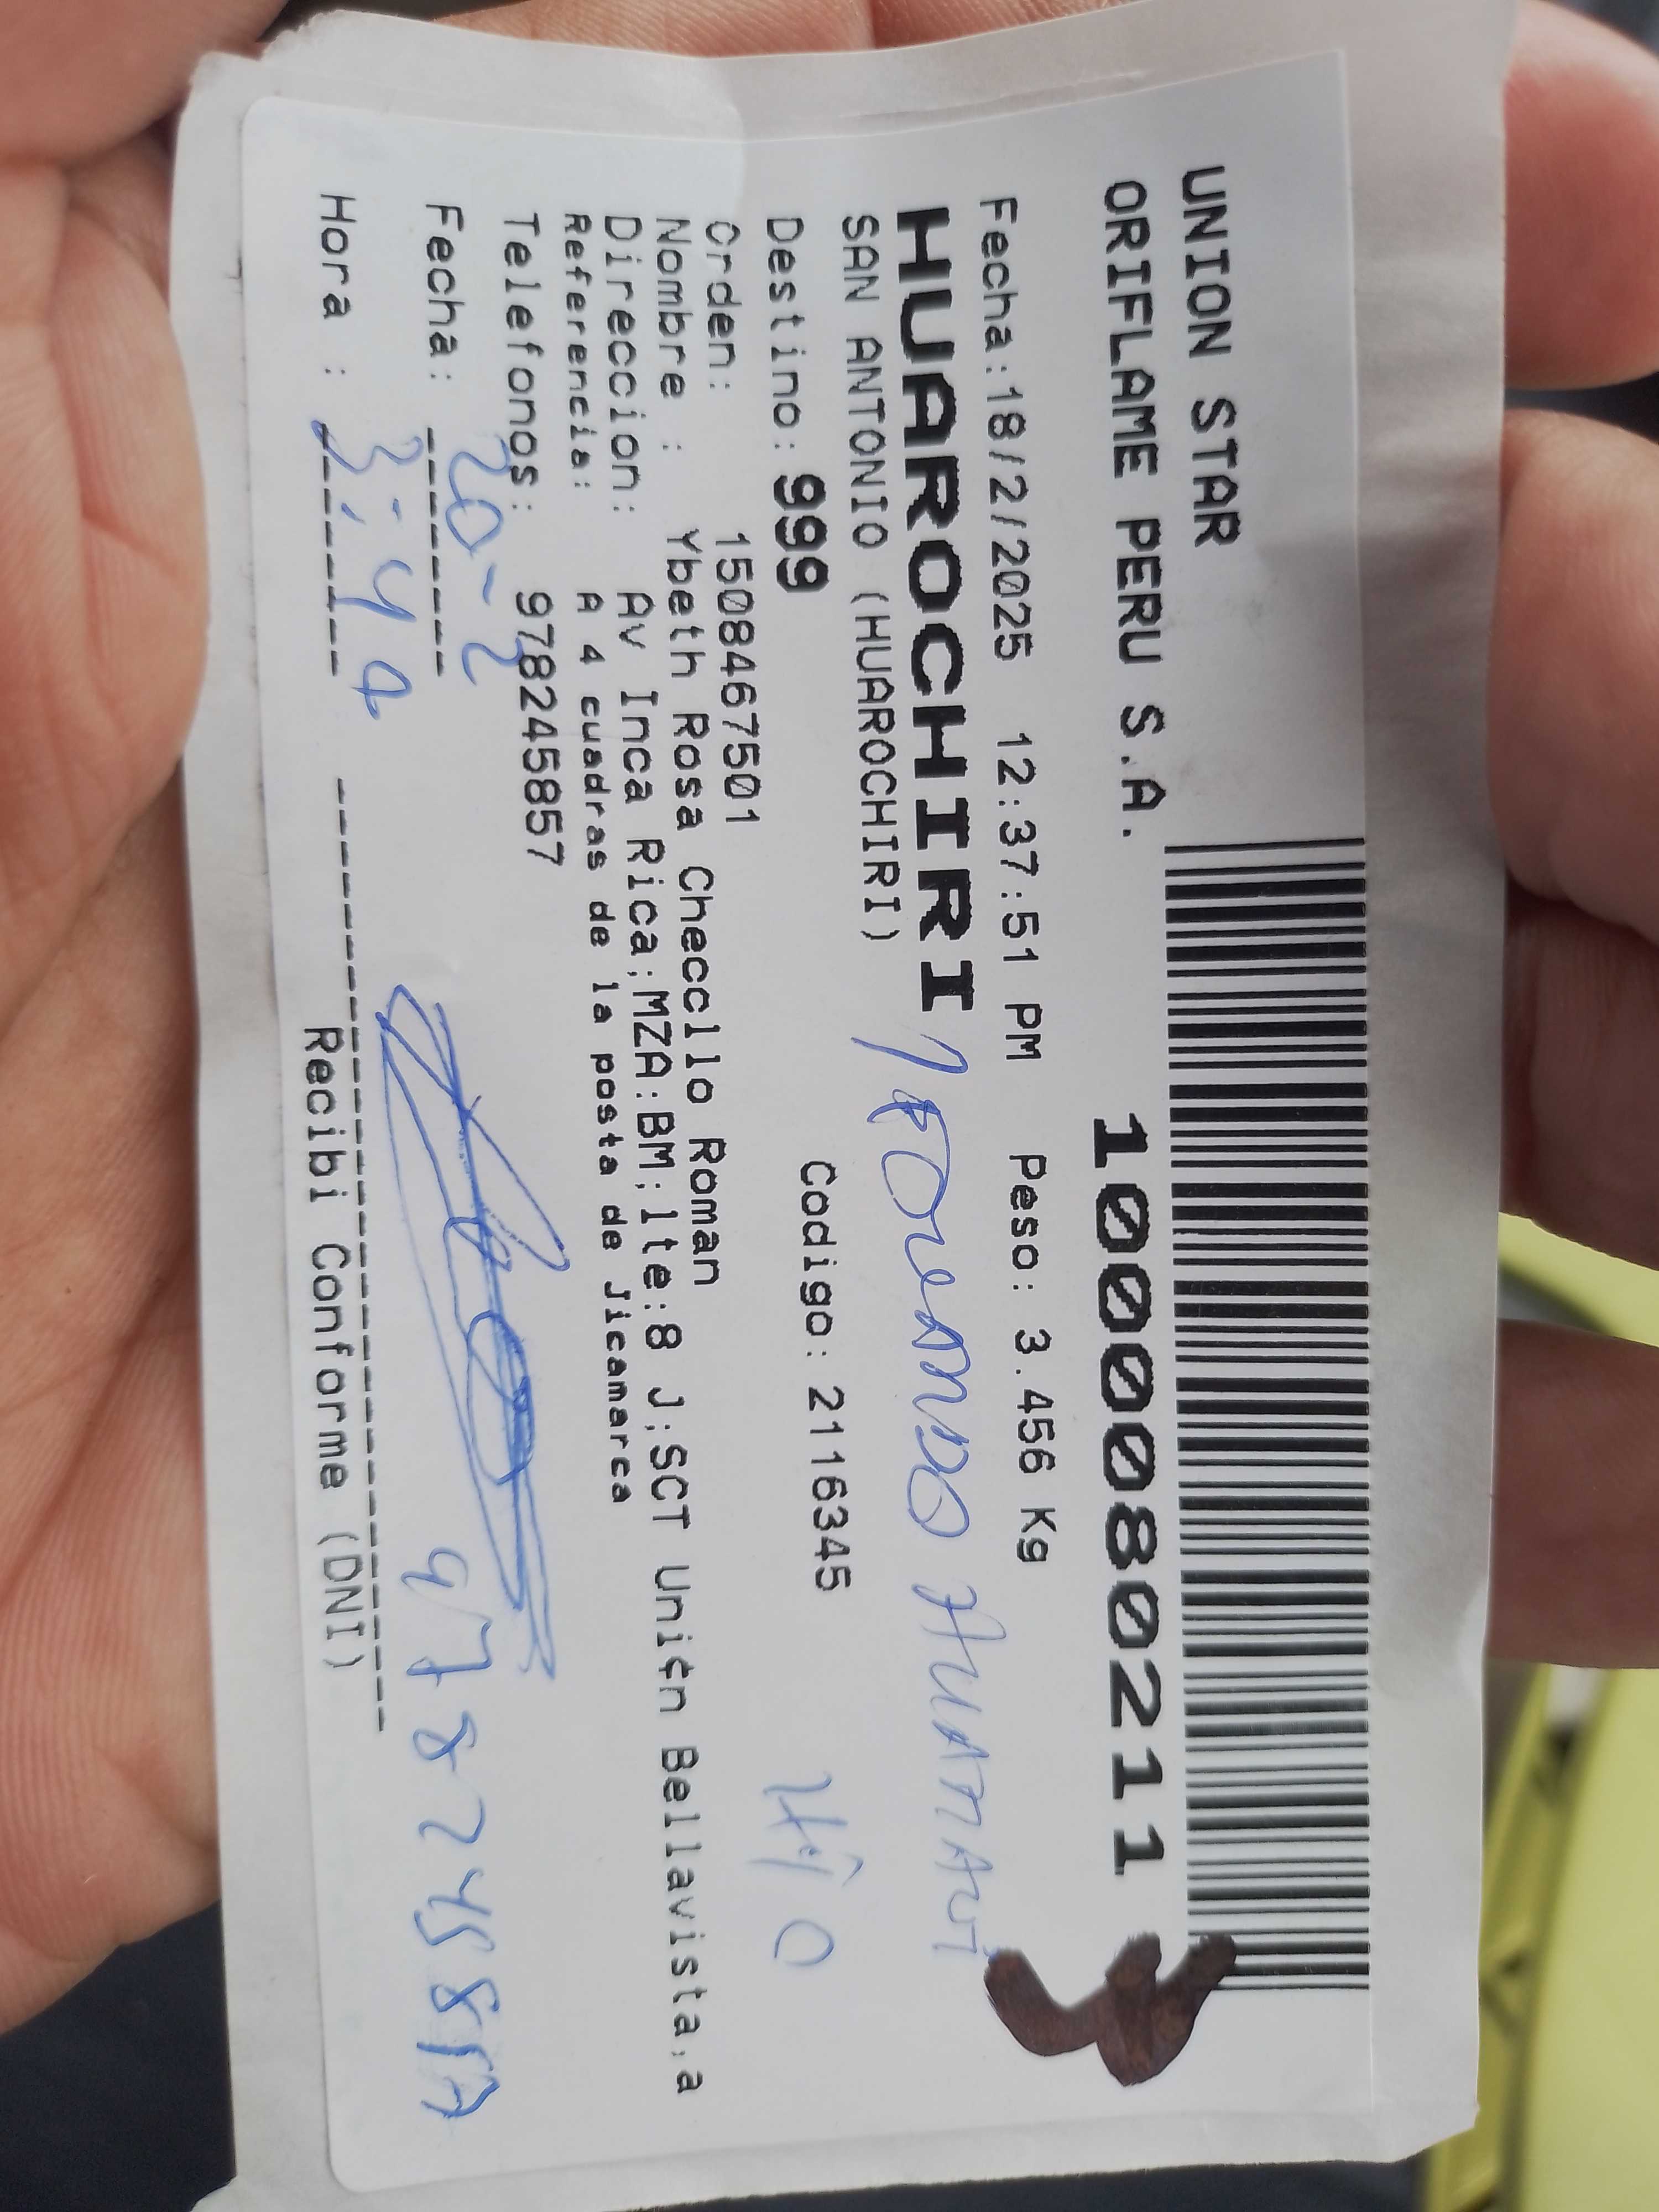 UNION STAR
ORIFLAME PERU S.A. 1000080211
Fecha:18/2/2025 12:37:51 PM Peso: 3.456 Kg
HUAROCHIRI
SAN ANTONIO (HUAROCHIRI)
Destino: 999 Codigo: 2116345
Orden: 1508467501
Nombre : Ybeth Rosa Checcllo Roman
Direccion: Av Inca Rica;MZA:BM;lte:8 J;SCT Uni¢n Bellavista.a
Referencia: A 4 cuadras de la posta de Jicamarca
Telefonos: 978245857
Fecha: 20-2
Hora :
Recibi Conforme (DNI)